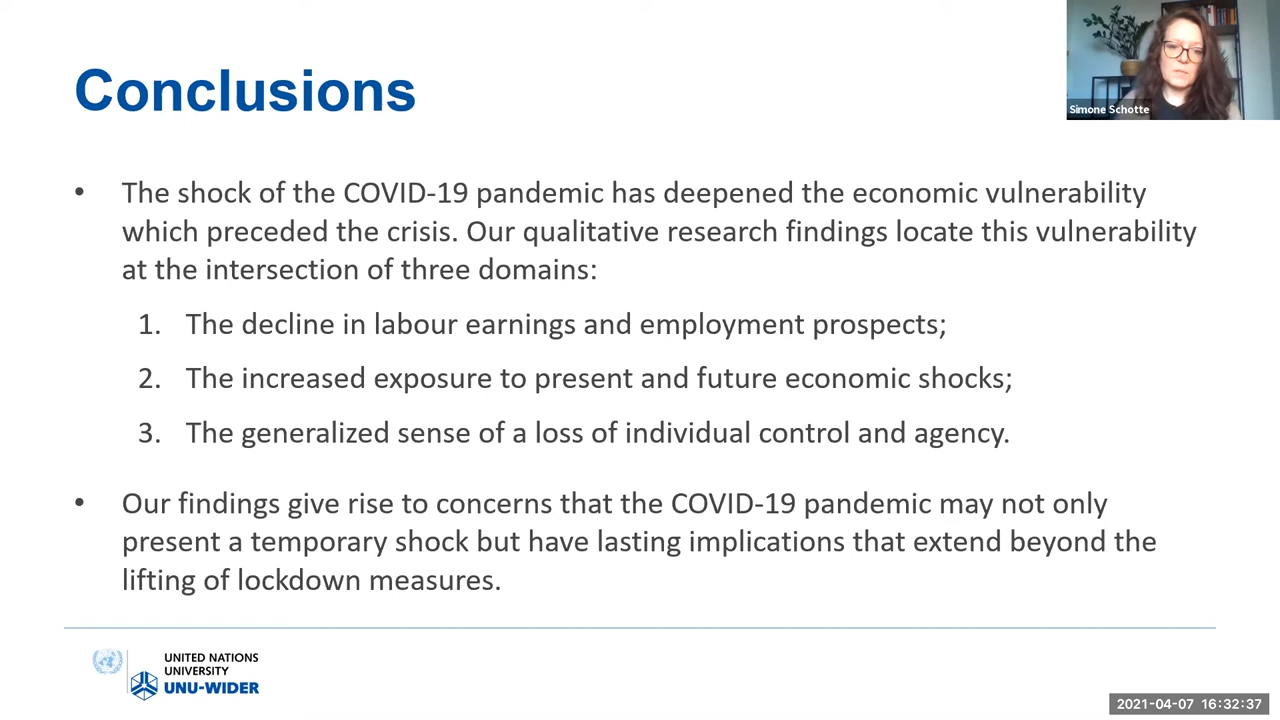 Conclusions
Simone Schotte
• The shock of the COVID-19 pandemic has deepened the economic vulnerability
which preceded the crisis. Our qualitative research findings locate this vulnerability
at the intersection of three domains:
1. The decline in labour earnings and employment prospects;
2. The increased exposure to present and future economic shocks;
3. The generalized sense of a loss of individual control and agency.
• Our findings give rise to concerns that the COVID-19 pandemic may not only
present a temporary shock but have lasting implications that extend beyond the
lifting of lockdown measures.
UNITED NATIONS
UNIVERSITY
UNU-WIDER
2021-04-07 16:32:37